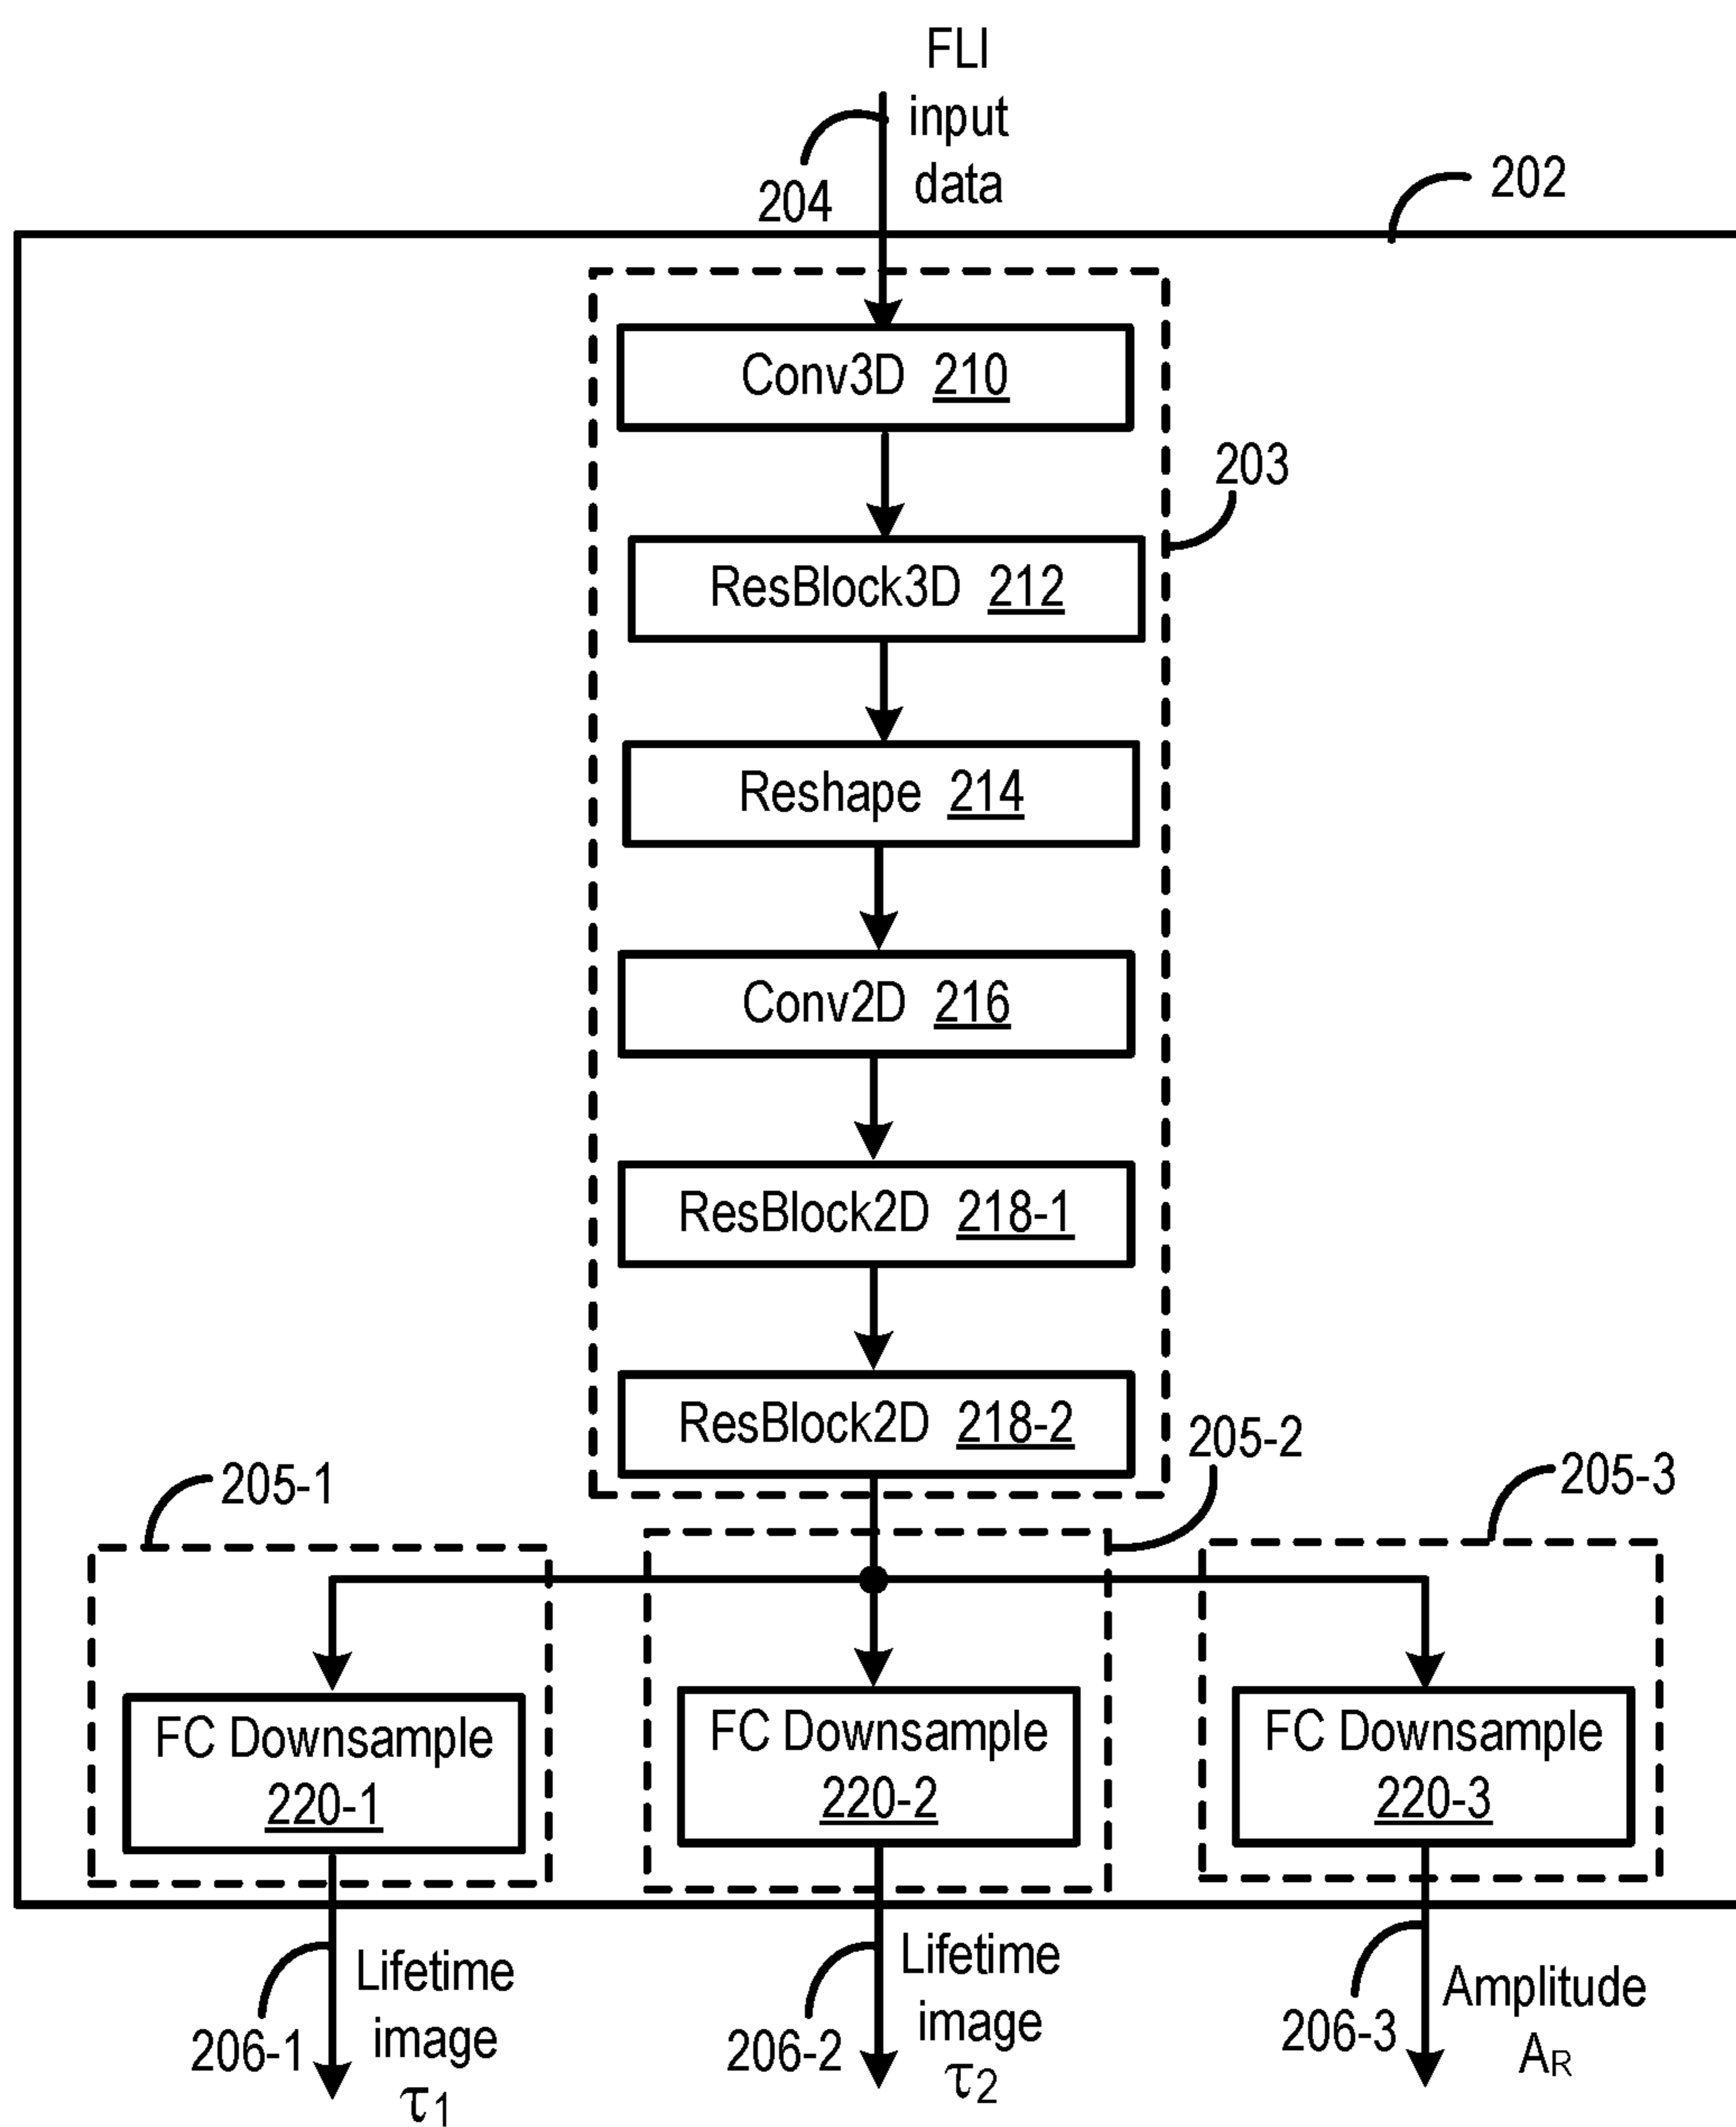 FLI
input
data
204
202
Conv3D 210
203
ResBlock3D 212
Reshape 214
Conv2D 216
ResBlock2D 218-1
ResBlock2D 218-2
205-1
205-2
205-3
FC Downsample
220-1
FC Downsample
220-2
FC Downsample
220-3
206-1
Lifetime
image
τ1
206-2
Lifetime
image
τ2
206-3
Amplitude
AR